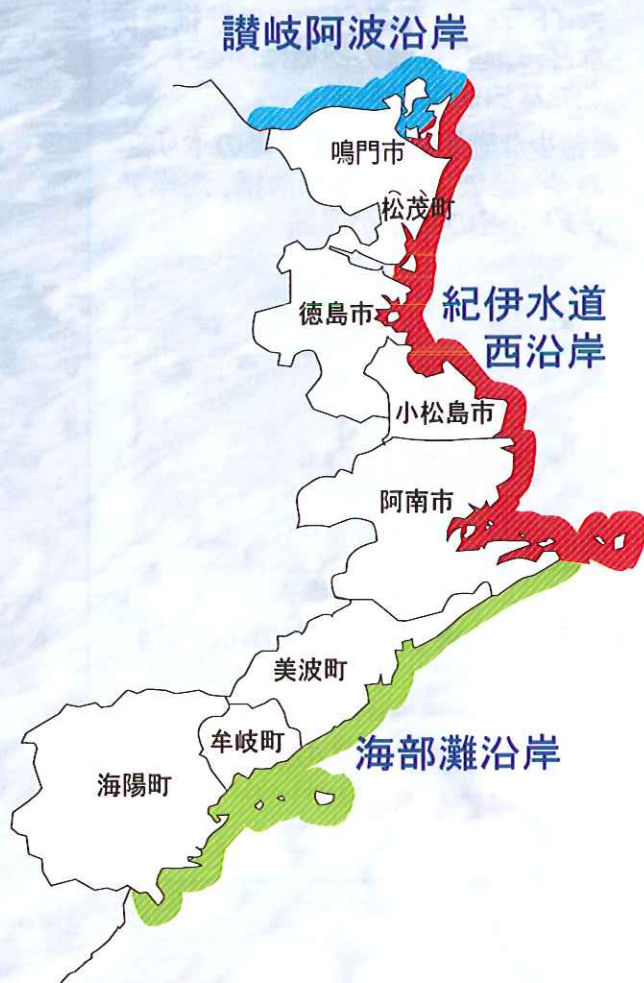 讃岐阿波沿岸
鳴門市
松茂町
徳島市
紀伊水道
西沿岸
小松島市
阿南市
美波町
牟岐町
海部灘沿岸
海陽町